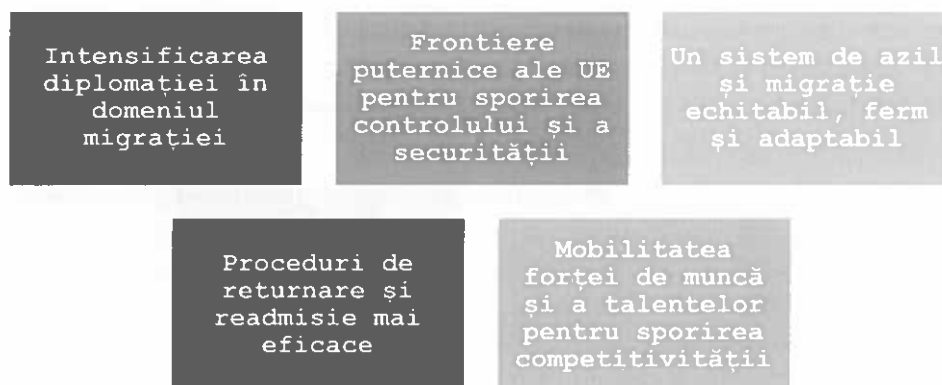 Intensificarea
diplomației în
domeniul
migrației
Frontiere
puternice ale UE
pentru sporirea
controlului și a
securității
Un sistem de azil
și migrație
echitabil, ferm
și adaptabil
Proceduri de
returnare și
readmisie mai
eficace
Mobilitatea
forței de muncă
și a talentelor
pentru sporirea
competitivității